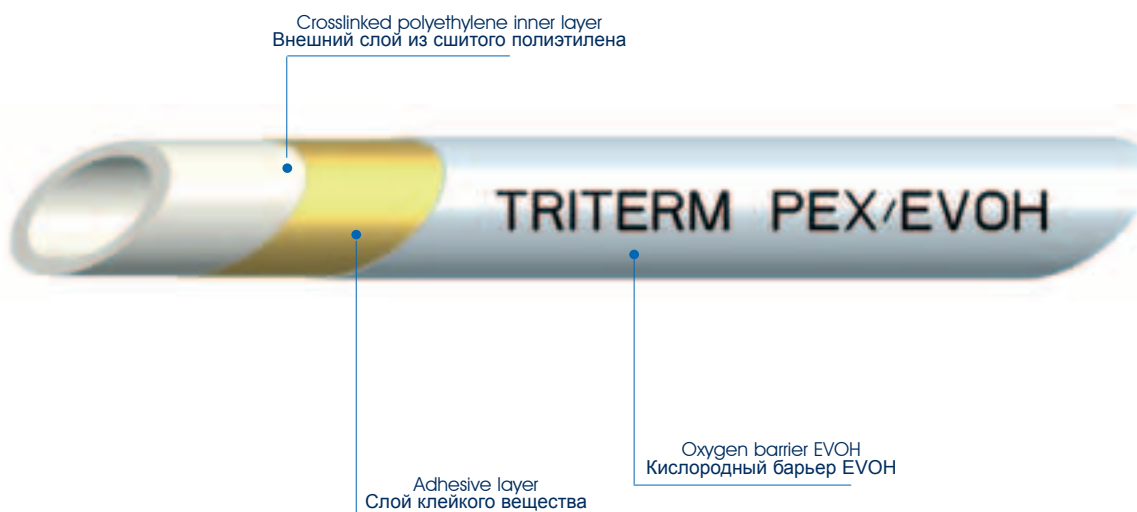 Crosslinked polyethylene inner layer
Внешний слой из сшитого полиэтилена
TRITERM PEX/EVOH
Oxygen barrier EVOH
Кислородный барьер EVOH
Adhesive layer
Слой клейкого вещества